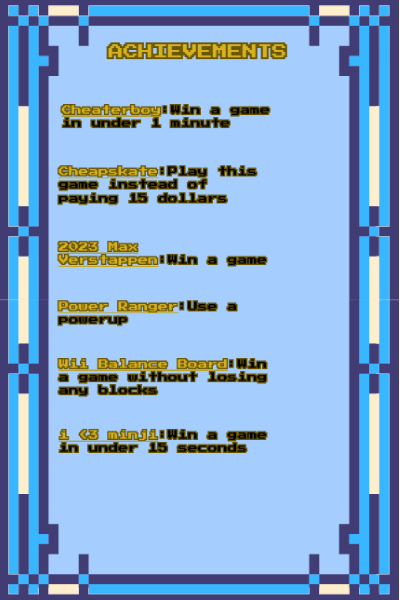 ACHIEVEMENTS
Cheaterboy:Win a game
in under 1 minute
Cheapskate:Play this
game instead of
paying 15 dollars
2023 Max
Verstappen:Win a game
Power Ranger:Use a
powerup
Wii Balance Board:Win
a game without losing
any blocks
i <3 minji:Win a game
in under 15 seconds